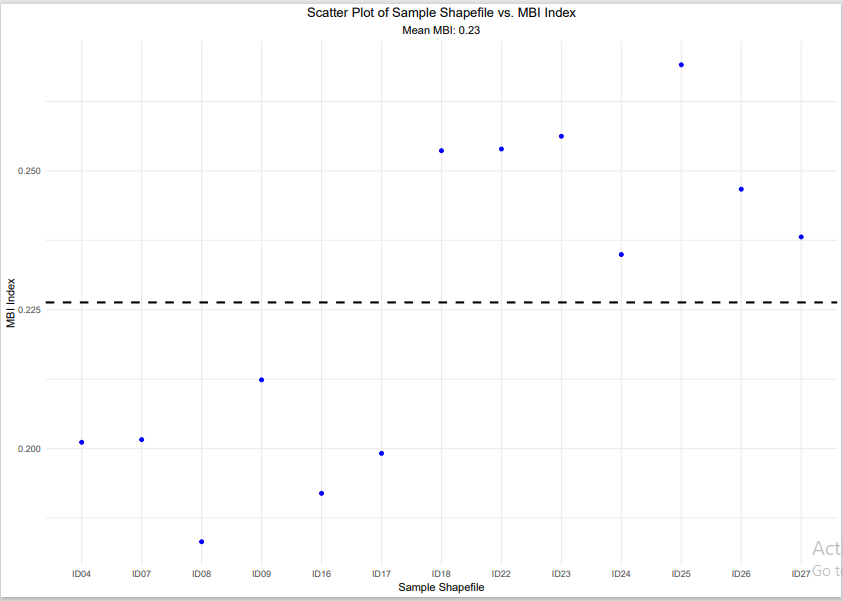 Scatter Plot of Sample Shapefile vs. MBI Index
Mean MBI: 0.23
MBI Index
0.250
0.225
0.200
ID04 ID07 ID08 ID09 ID16 ID17 ID18 ID22 ID23 ID24 ID25 ID26 ID27
Sample Shapefile
Act
Go t